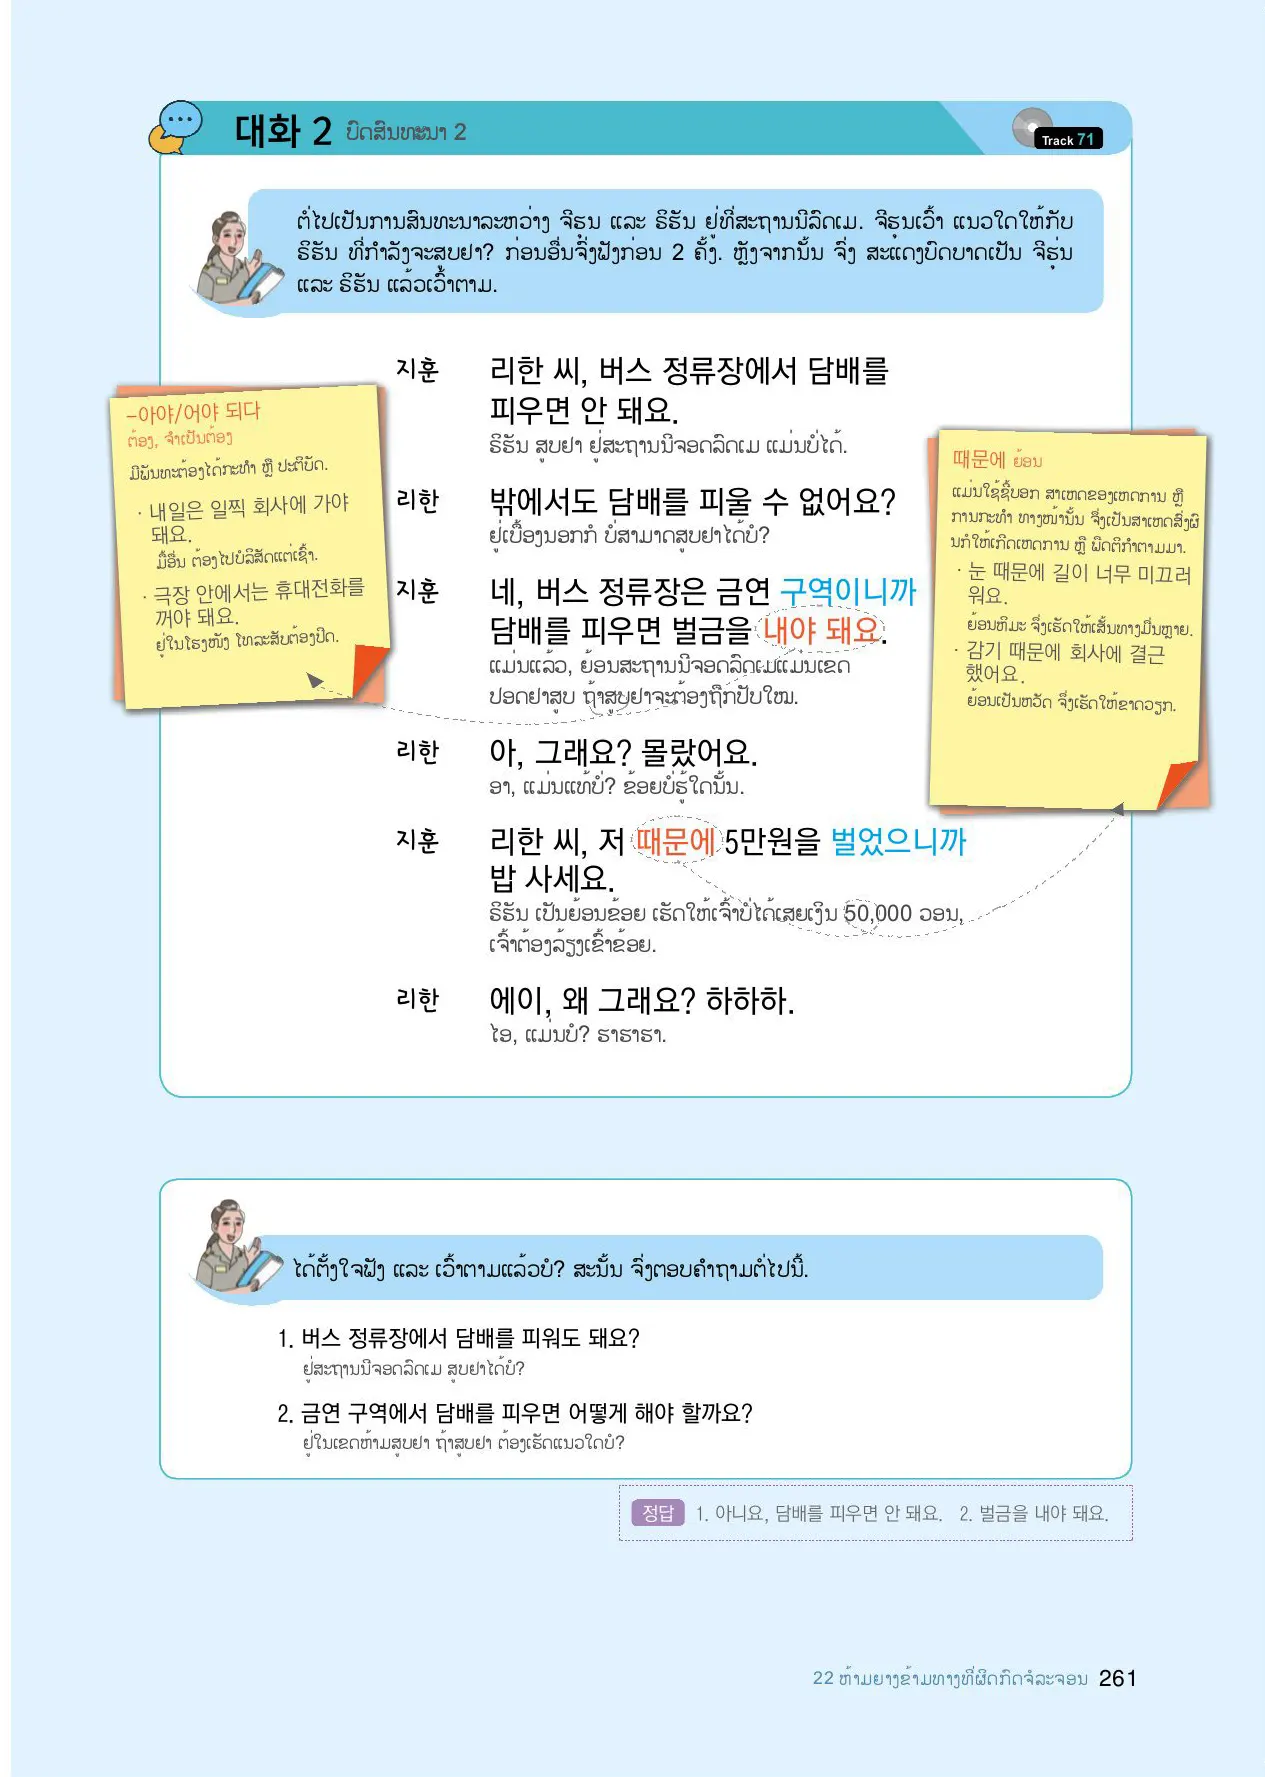 대화 2 ບົດສົນທະນາ 2
Track 71
ຕໍ່ໄປເປັນການສົນທະນາລະຫວ່າງ ຈີຮຸນ ແລະ ຣິຮັນ ຢູ່ທີ່ສະຖານນີລົດເມ. ຈີຮຸນເວົ້າ ແນວໃດໃຫ້ກັບ
ຣິຮັນ ທີ່ກຳລັງຈະສູບຢາ? ກ່ອນອື່ນຈົ່ງຟັງກ່ອນ 2 ຄັ້ງ. ຫຼັງຈາກນັ້ນ ຈົ່ງ ສະແດງບົດບາດເປັນ ຈີຮຸ່ນ
ແລະ ຣິຮັນ ແລ້ວເວົ້າຕາມ.
지훈 리한 씨, 버스 정류장에서 담배를
피우면 안 돼요.
ຣິຮັນ ສູບຢາ ຢູ່ສະຖານນີຈອດລົດເມ ແມ່ນບໍ່ໄດ້.
리한 밖에서도 담배를 피울 수 없어요?
ຢູ່ເບື້ອງນອກກໍ ບໍ່ສາມາດສູບຢາໄດ້ບໍ?
지훈 네, 버스 정류장은 금연 구역이니까
담배를 피우면 벌금을 내야 돼요.
ແມ່ນແລ້ວ, ຍ້ອນສະຖານນີຈອດລົດເມແມ່ນເຂດ
ປອດຢາສູບ ຖ້າສູບຢາຈະຕ້ອງຖືກປັບໃໝ.
리한 아, 그래요? 몰랐어요.
ອາ, ແມ່ນແທ້ບໍ່? ຂ້ອຍບໍ່ຮູ້ໃດນັ້ນ.
지훈 리한 씨, 저 때문에 5만원을 벌었으니까
밥 사세요.
ຣິຮັນ ເປັນຍ້ອນຂ້ອຍ ເຮັດໃຫ້ເຈົ້າບໍ່ໄດ້ເສຍເງິນ 50,000 ວອນ,
ເຈົ້າຕ້ອງລ້ຽງເຂົ້າຂ້ອຍ.
리한 에이, 왜 그래요? 하하하.
ໄອ, ແມ່ນບໍ? ຮາຮາຮາ.
-아야/어야 되다
ຕ້ອງ, ຈຳເປັນຕ້ອງ
ມີພັນທະຕ້ອງໄດ້ກະທຳ ຫຼື ປະຕິບັດ.
· 내일은 일찍 회사에 가야
돼요.
ມື້ອື່ນ ຕ້ອງໄປບໍລິສັດແຕ່ເຊົ້າ.
· 극장 안에서는 휴대전화를
꺼야 돼요.
ຢູ່ໃນໂຮງໜັງ ໂທລະສັບຕ້ອງປິດ.
때문에 ຍ້ອນ
ແມ່ນໃຊ້ຊີ້ບອກ ສາເຫດຂອງເຫດການ ຫຼື
ການກະທຳ ທາງໜ້ານັ້ນ ຈຶ່ງເປັນສາເຫດສົ່ງຜົ
ນກໍໃຫ້ເກີດເຫດການ ຫຼື ພຶດຕິກຳຕາມມາ.
· 눈 때문에 길이 너무 미끄러
워요.
ຍ້ອນຫິມະ ຈຶ່ງເຮັດໃຫ້ເສັ້ນທາງມື່ນຫຼາຍ.
· 감기 때문에 회사에 결근
했어요.
ຍ້ອນເປັນຫວັດ ຈຶ່ງເຮັດໃຫ້ຂາດວຽກ.
ໄດ້ຕັ້ງໃຈຟັງ ແລະ ເວົ້າຕາມແລ້ວບໍ? ສະນັ້ນ ຈົ່ງຕອບຄຳຖາມຕໍ່ໄປນີ້.
1. 버스 정류장에서 담배를 피워도 돼요?
ຢູ່ສະຖານນີຈອດລົດເມ ສູບຢາໄດ້ບໍ?
2. 금연 구역에서 담배를 피우면 어떻게 해야 할까요?
ຢູ່ໃນເຂດຫ້າມສູບຢາ ຖ້າສູບຢາ ຕ້ອງເຮັດແນວໃດບໍ?
정답 1. 아니요, 담배를 피우면 안 돼요. 2. 벌금을 내야 돼요.
22 ຫ້າມຍາງຂ້າມທາງທີ່ຜິດກົດຈໍລະຈອນ 261